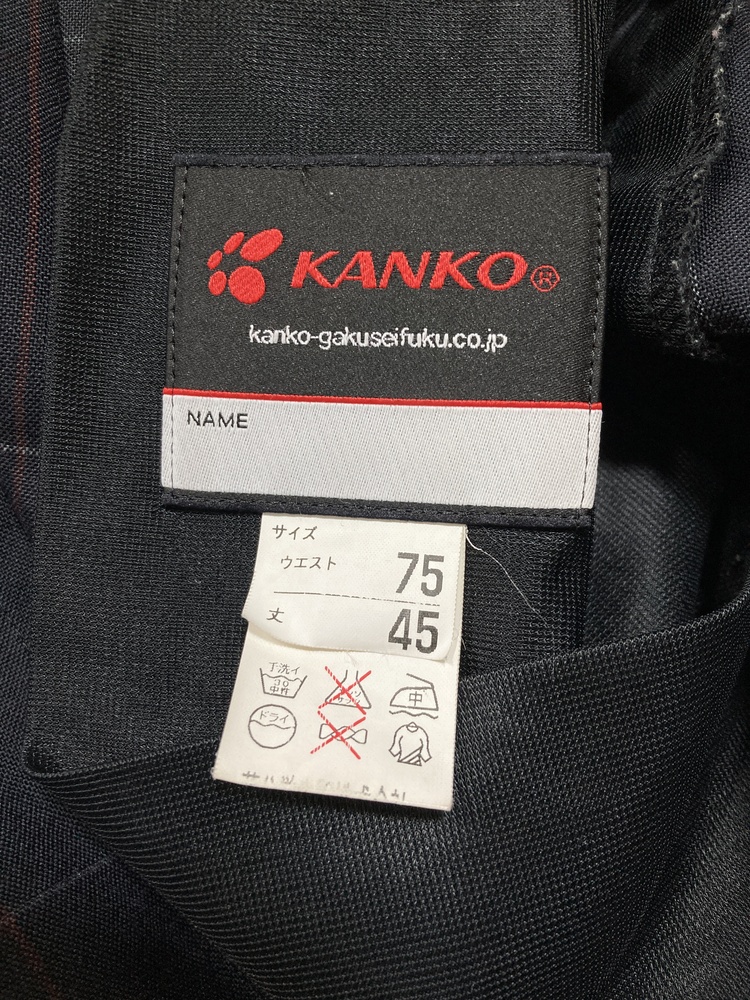 KANKO®
kanko-gakuseifuku.co.jp
NAME
サイズ
ウエスト 75
丈 45
手洗イ
30
中性
中
ドライ